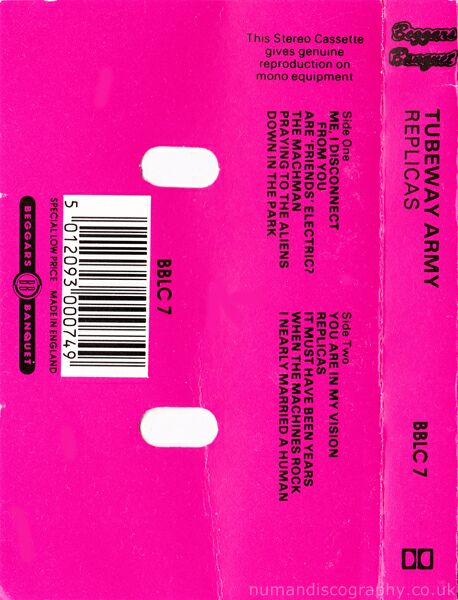 Beggars
Banquet
TUBEWAY ARMY
REPLICAS
BBLC 7
This Stereo Cassette
gives genuine
reproduction on
mono equipment
Side One
ME, I DISCONNECT
FROM YOU
ARE 'FRIENDS' ELECTRIC?
THE MACHMAN
PRAYING TO THE ALIENS
DOWN IN THE PARK
Side Two
YOU ARE IN MY VISION
REPLICAS
IT MUST HAVE BEEN YEARS
WHEN THE MACHINES ROCK
I NEARLY MARRIED A HUMAN
BBLC 7
5 012093 000749
SPECIAL LOW PRICE MADE IN ENGLAND
BEGGARS BB BANQUET
numandiscography.co.uk